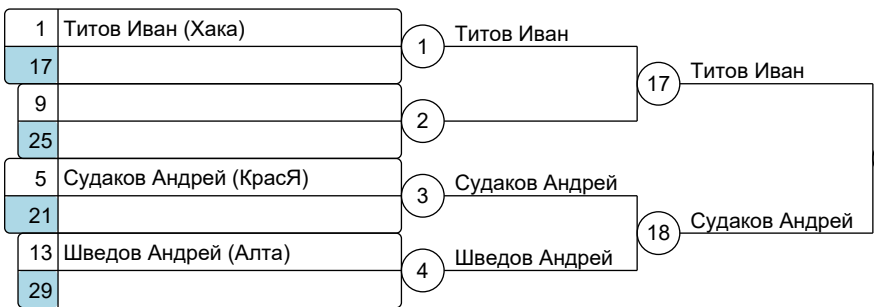 1 Титов Иван (Хака)
17
9
25
5 Судаков Андрей (КрасЯ)
21
13 Шведов Андрей (Алта)
29
1 Титов Иван
2
3 Судаков Андрей
4 Шведов Андрей
17 Титов Иван
18 Судаков Андрей